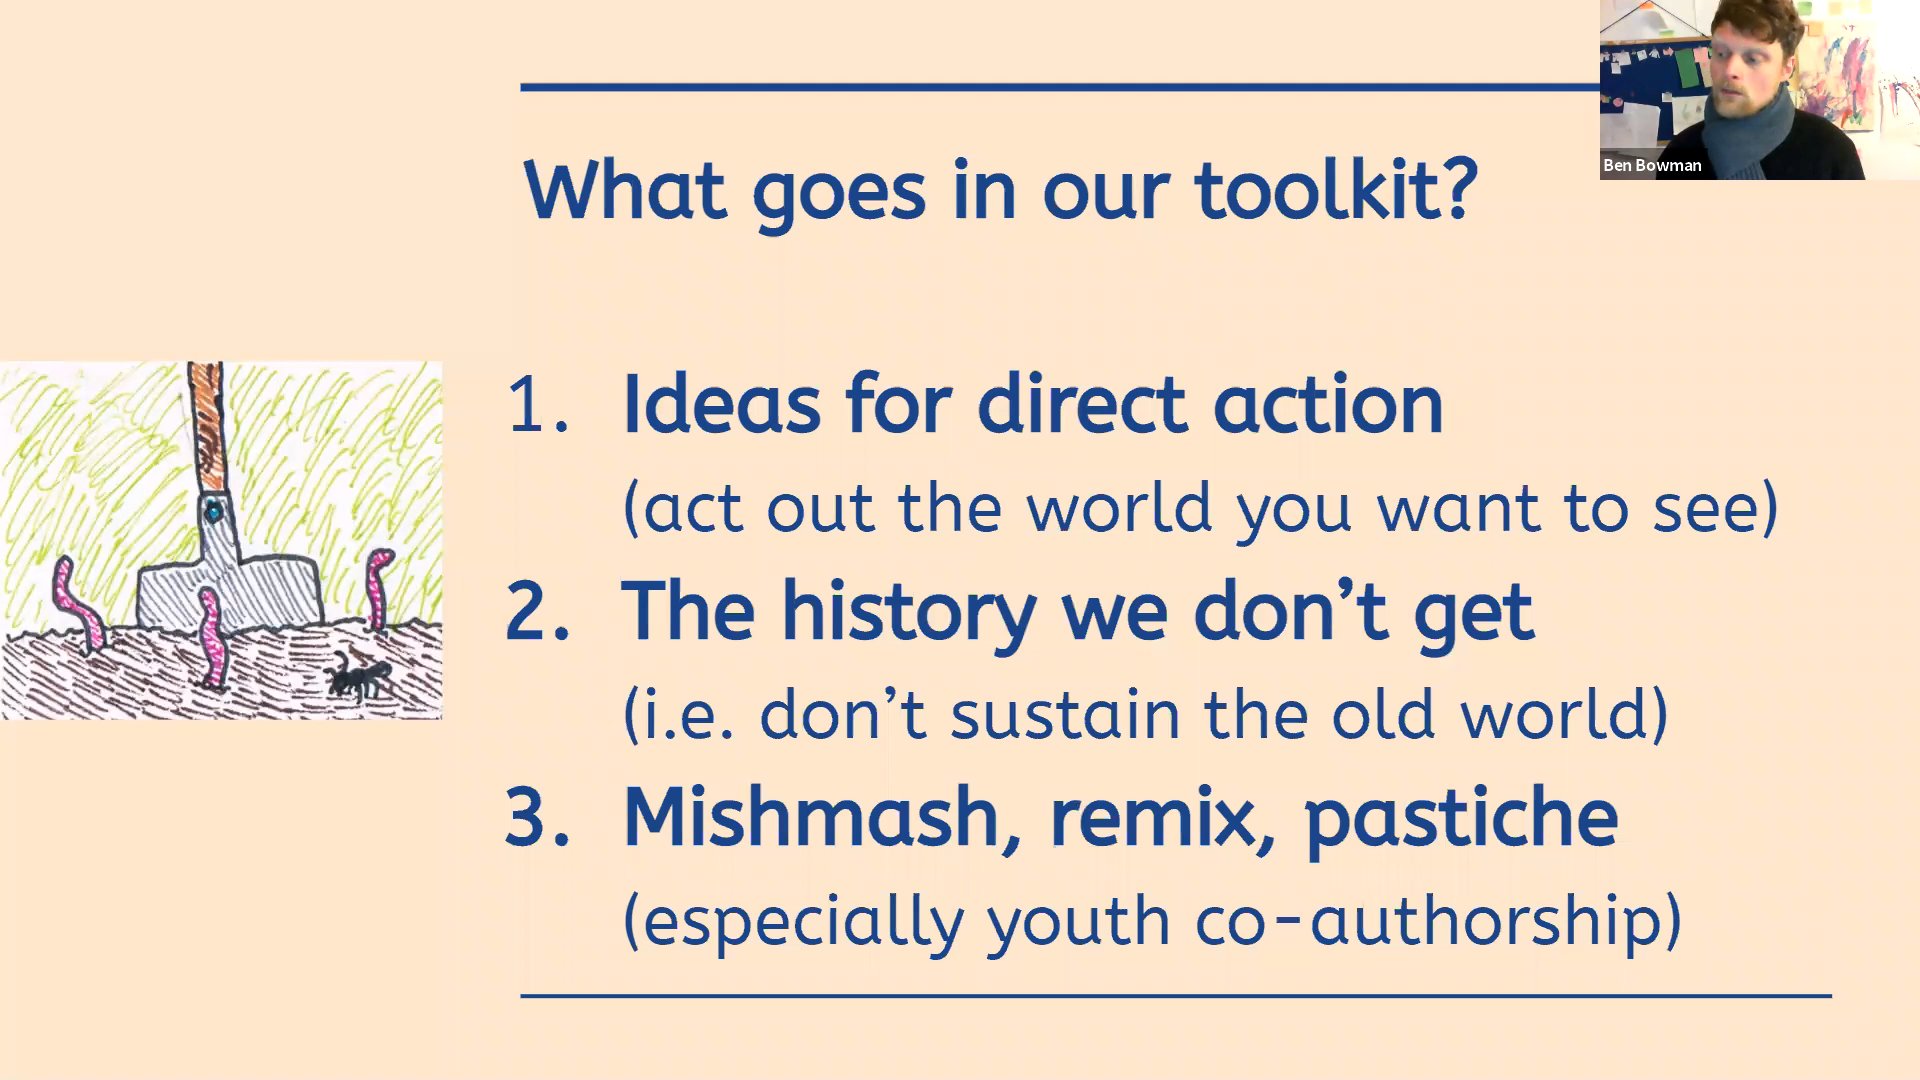 What goes in our toolkit?
1. Ideas for direct action
(act out the world you want to see)
2. The history we don’t get
(i.e. don’t sustain the old world)
3. Mishmash, remix, pastiche
(especially youth co-authorship)
Ben Bowman